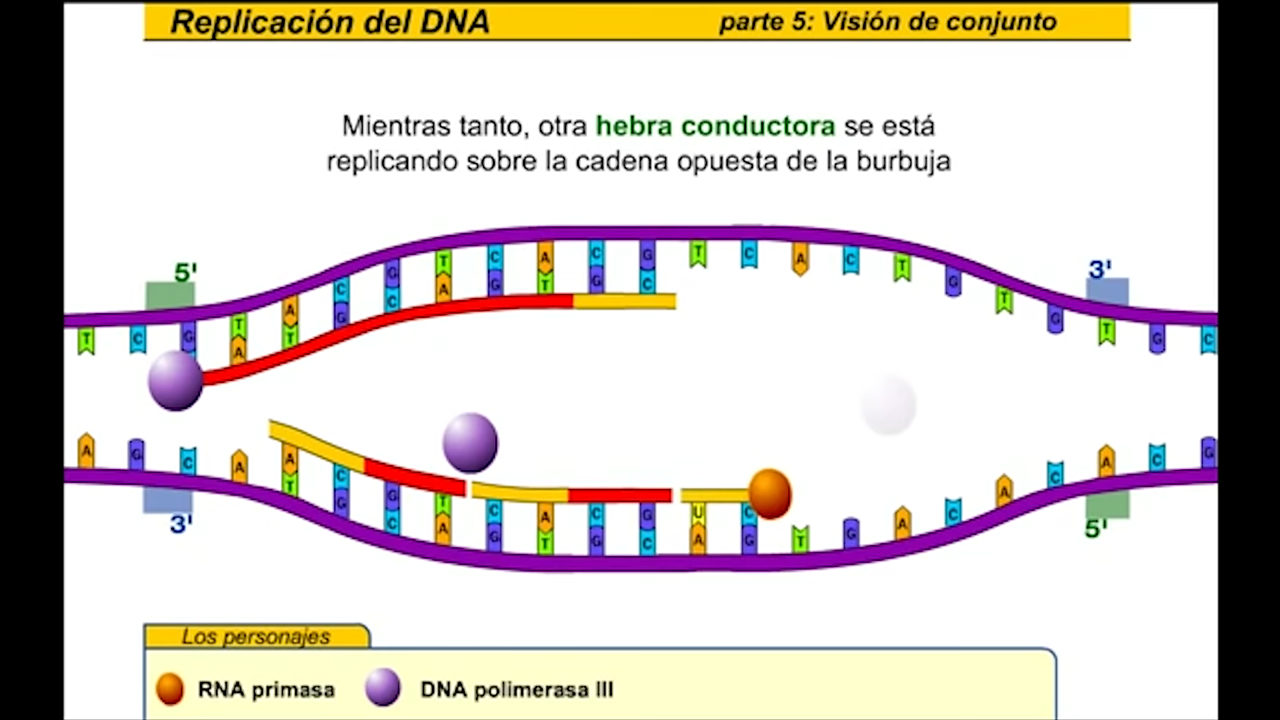 Replicación del DNA
parte 5: Visión de conjunto
Mientras tanto, otra hebra conductora se está
replicando sobre la cadena opuesta de la burbuja
5'
3'
T C G T A C G T C A C G T C A C T G T G T G C
A T G C A G T G C
A G C A A C G T C A C G U C T G A C A C A C G
T G C A G T G C A G
3'
5'
Los personajes
RNA primasa
DNA polimerasa III